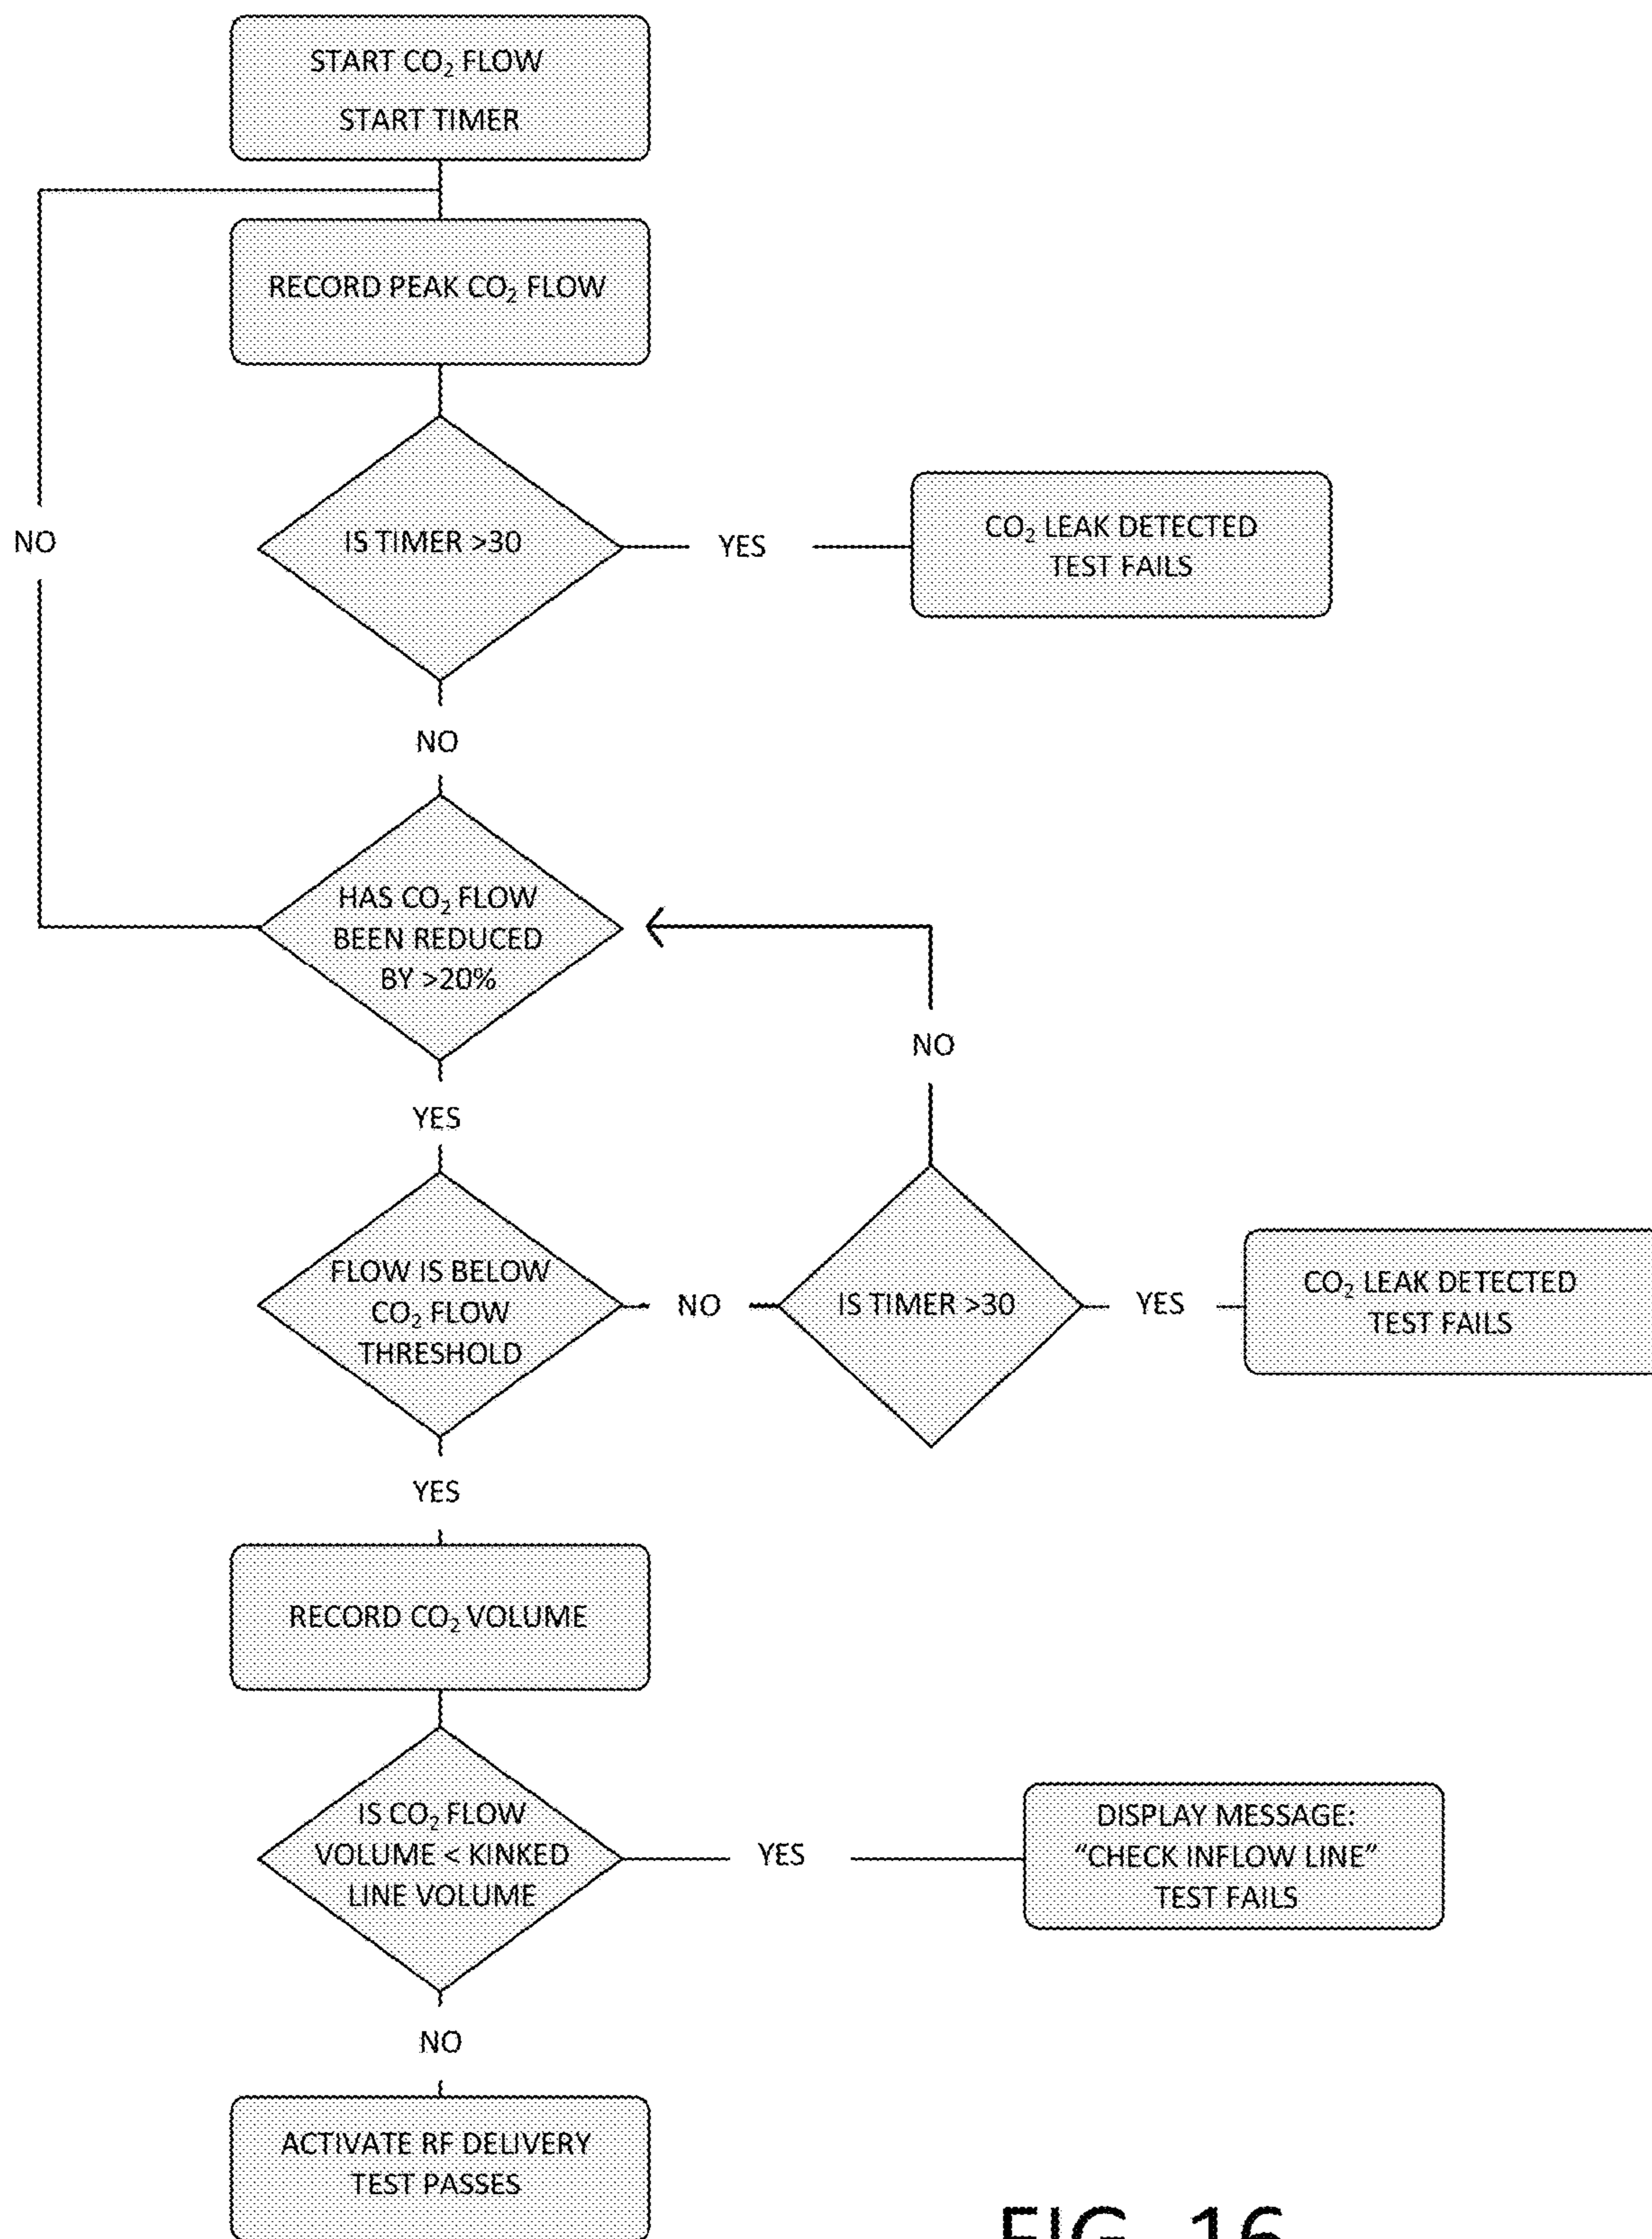 START CO₂ FLOW
START TIMER
RECORD PEAK CO₂ FLOW
IS TIMER >30
YES
CO₂ LEAK DETECTED
TEST FAILS
NO
NO
HAS CO₂ FLOW
BEEN REDUCED
BY >20%
NO
YES
FLOW IS BELOW
CO₂ FLOW
THRESHOLD
NO
IS TIMER >30
YES
CO₂ LEAK DETECTED
TEST FAILS
YES
RECORD CO₂ VOLUME
IS CO₂ FLOW
VOLUME < KINKED
LINE VOLUME
YES
DISPLAY MESSAGE:
“CHECK INFLOW LINE”
TEST FAILS
NO
ACTIVATE RF DELIVERY
TEST PASSES
FIG. 16